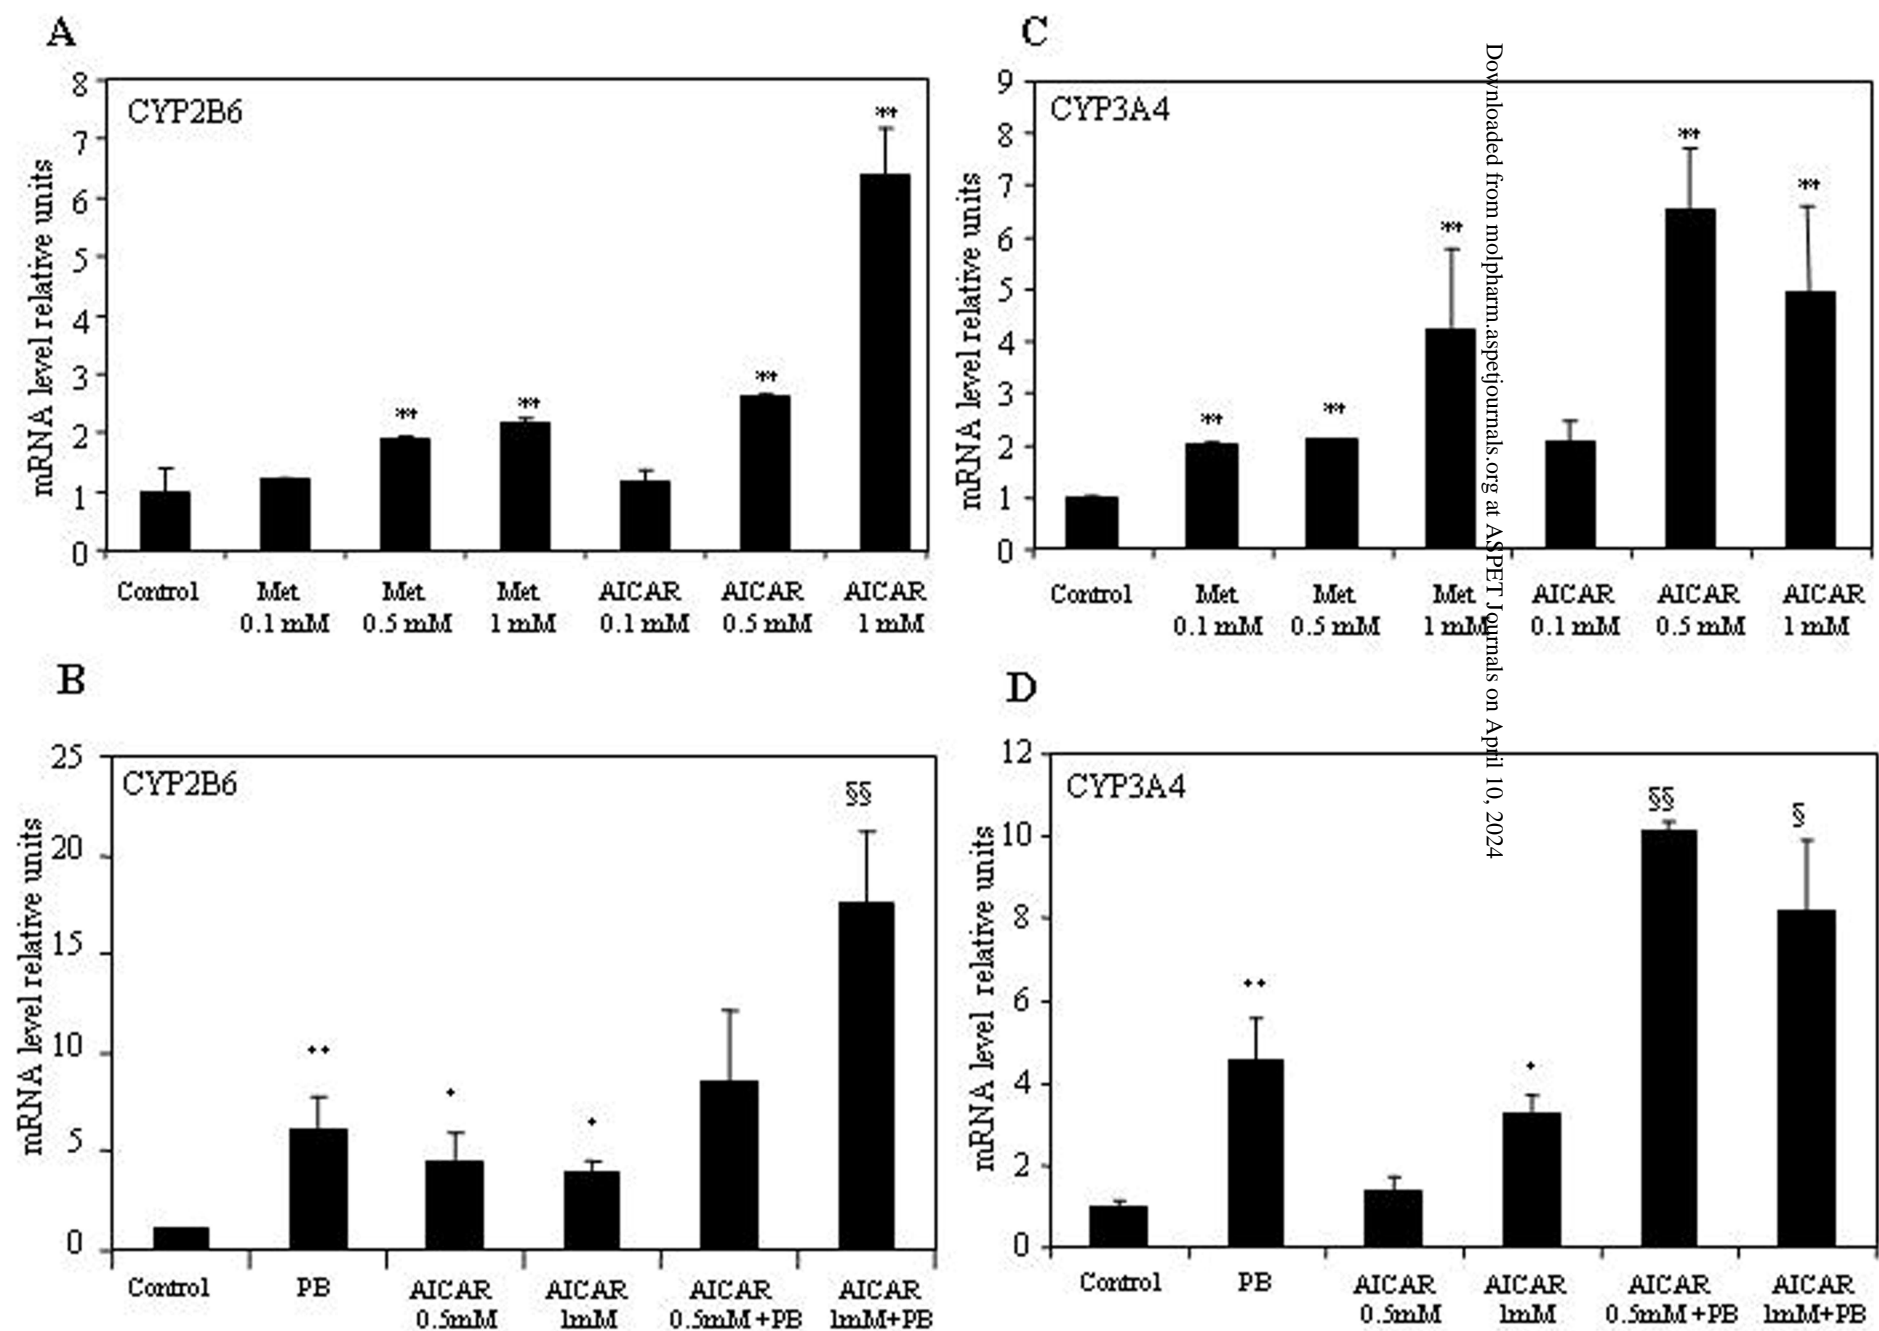 A
CYP2B6
mRNA level relative units
8
7
6
5
4
3
2
1
0
**
**
**
**
Control
Met
0.1 mM
Met
0.5 mM
Met
1 mM
AICAR
0.1 mM
AICAR
0.5 mM
AICAR
1 mM
C
CYP3A4
mRNA level relative units
9
8
7
6
5
4
3
2
1
0
**
**
**
**
**
Control
Met
0.1 mM
Met
0.5 mM
Met
1 mM
AICAR
0.1 mM
AICAR
0.5 mM
AICAR
1 mM
Downloaded from molpharm.aspetjournals.org at ASPET Journals on April 10, 2024
B
CYP2B6
mRNA level relative units
25
20
15
10
5
0
**
*
*
§§
Control
PB
AICAR
0.5mM
AICAR
1mM
AICAR
0.5mM+PB
AICAR
1mM+PB
D
CYP3A4
mRNA level relative units
12
10
8
6
4
2
0
**
*
§§
§
Control
PB
AICAR
0.5mM
AICAR
1mM
AICAR
0.5mM+PB
AICAR
1mM+PB